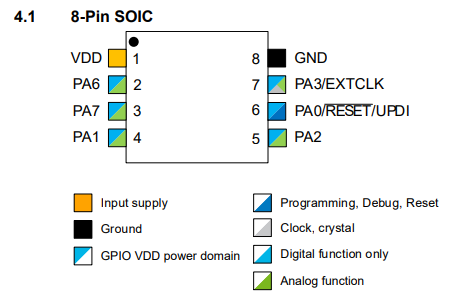 4.1 8-Pin SOIC
VDD 1 8 GND
PA6 2 7 PA3/EXTCLK
PA7 3 6 PA0/RESET/UPDI
PA1 4 5 PA2
Input supply
Ground
GPIO VDD power domain
Programming, Debug, Reset
Clock, crystal
Digital function only
Analog function